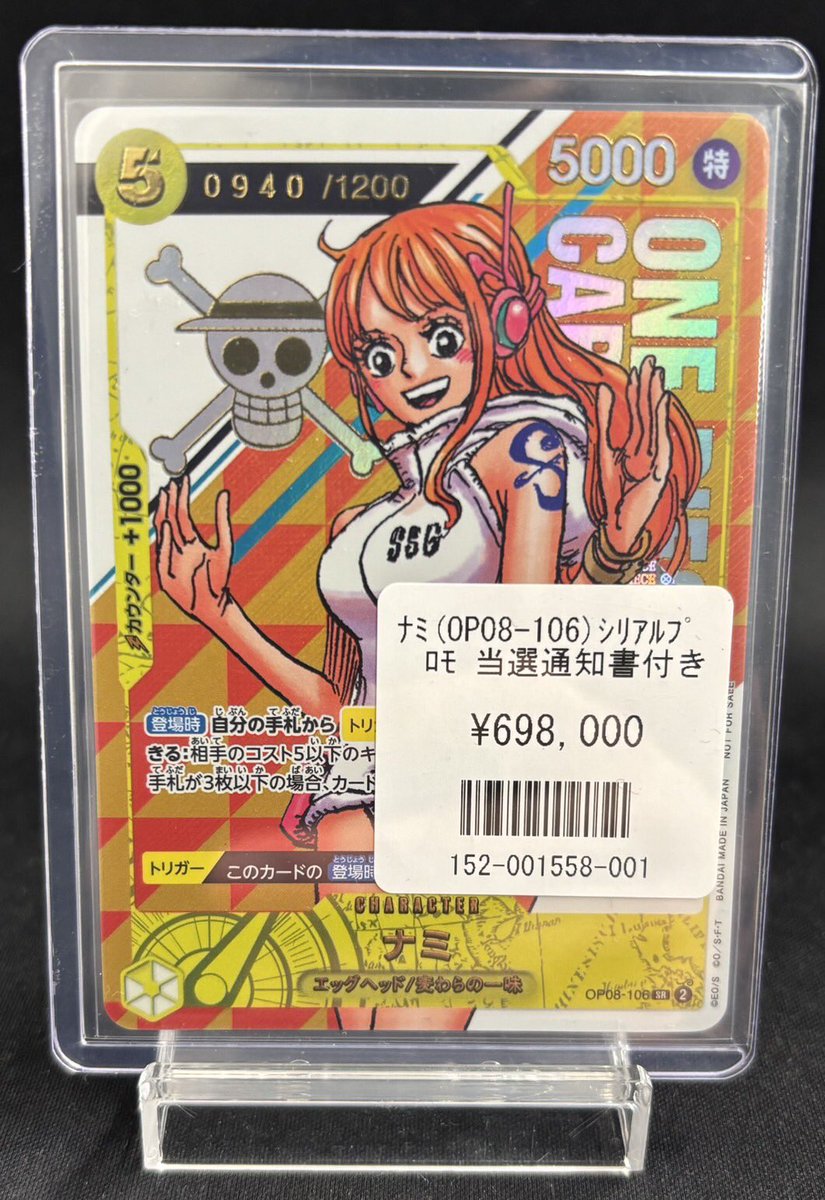 5
0940 /1200
5000
特
ONE PIE
CAR
SSG
カウンター +1000
ナミ(OP08-106)シリアルプ
ロモ 当選通知書付き
¥698,000
152-001558-001
登場時 自分の手札から トリ
きる:相手のコスト5以下のキ
手札が3枚以下の場合、カード
トリガー このカードの 登場時
CHARACTER
ナミ
エッグヘッド/麦わらの一味
OP08-106 SR 2
©E.O/S ©O/S・F・T BANDAI MADE IN JAPAN NOT FOR SALE